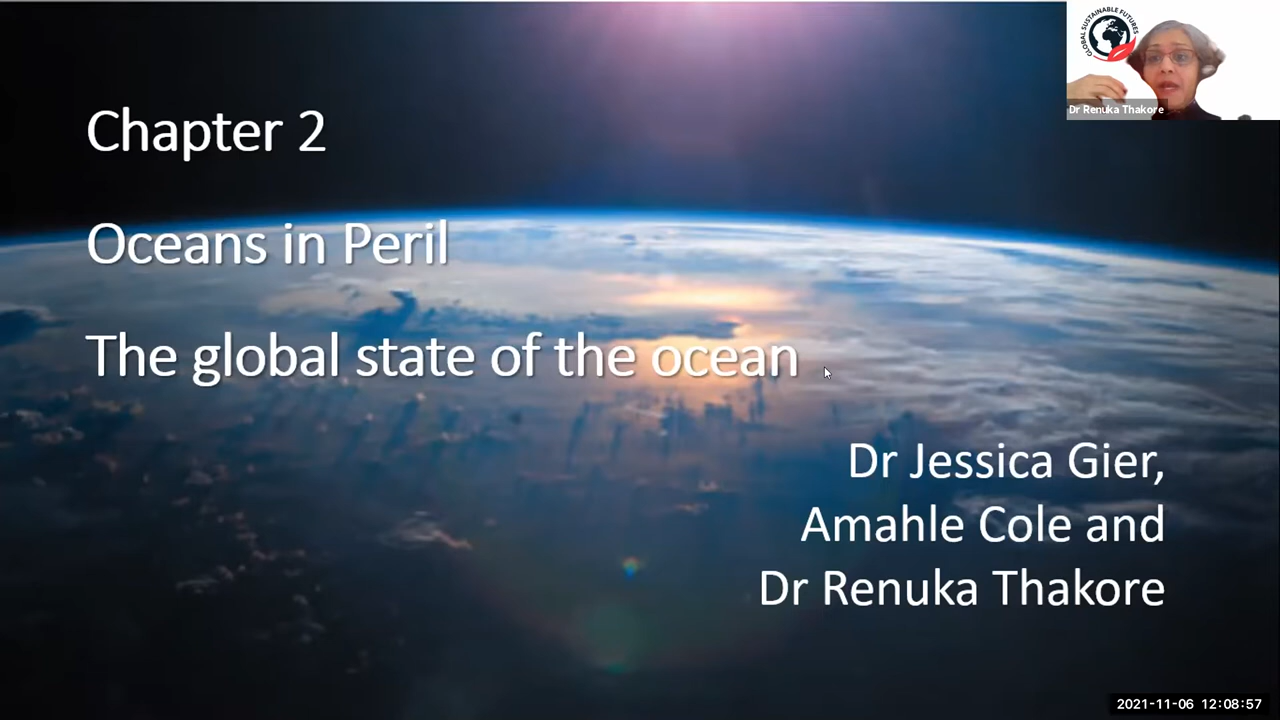 Chapter 2
Oceans in Peril
The global state of the ocean
Dr Jessica Gier,
Amahle Cole and
Dr Renuka Thakore
GLOBAL SUSTAINABLE FUTURES
Dr Renuka Thakore
2021-11-06 12:08:57